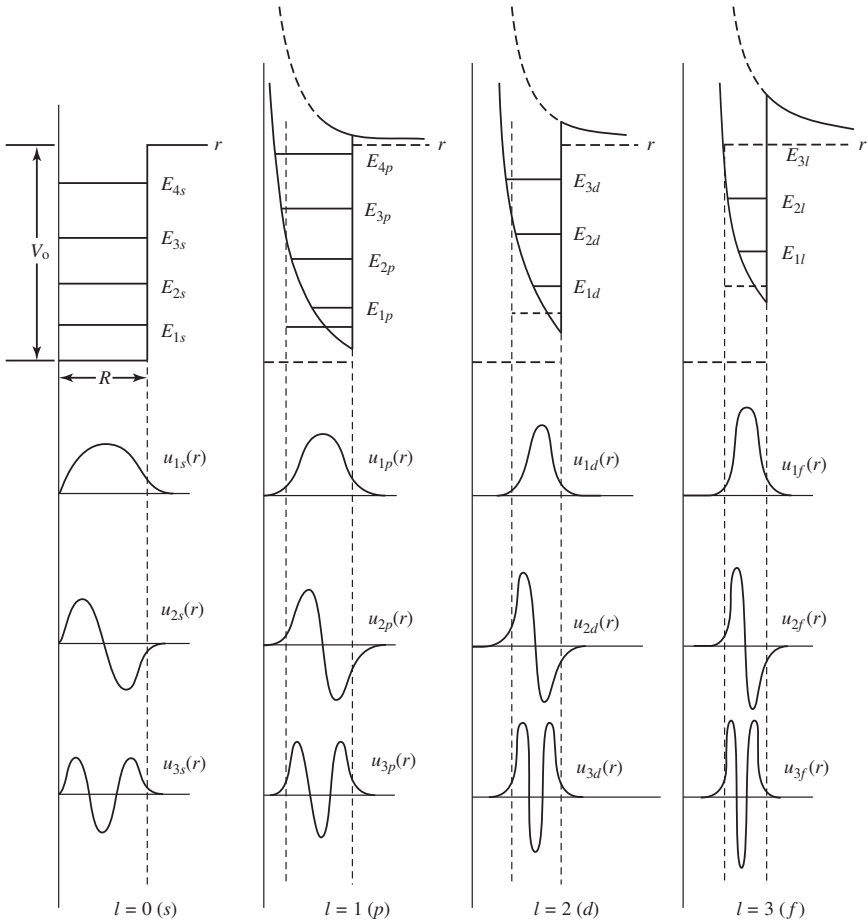 r
r
r
r
E4s
E3s
E2s
E1s
Vo
R
E4p
E3p
E2p
E1p
E3d
E2d
E1d
E3l
E2l
E1l
u1s(r)
u1p(r)
u1d(r)
u1f(r)
u2s(r)
u2p(r)
u2d(r)
u2f(r)
u3s(r)
u3p(r)
u3d(r)
u3f(r)
l = 0 (s)
l = 1 (p)
l = 2 (d)
l = 3 (f)